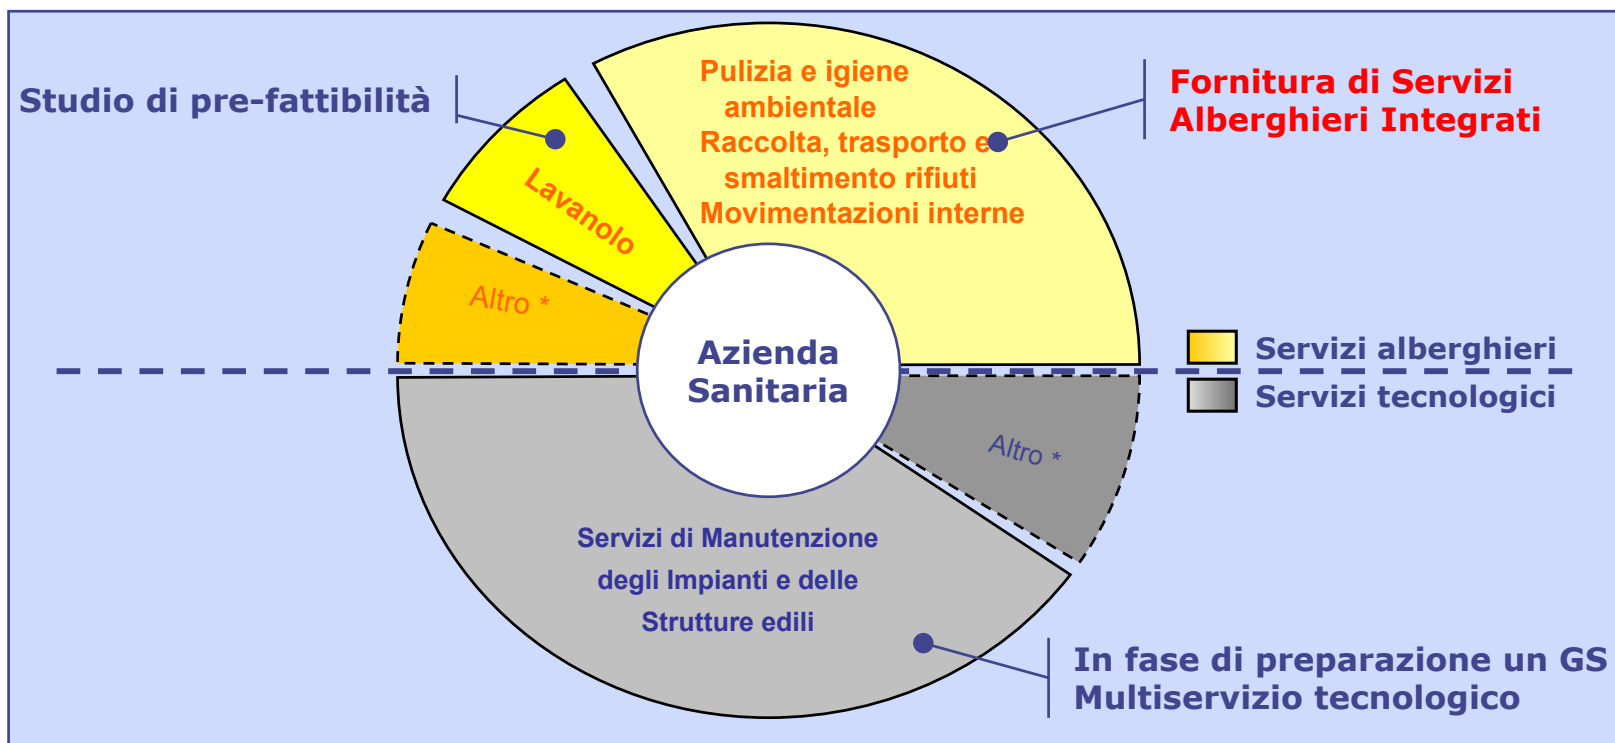 Studio di pre-fattibilità
Pulizia e igiene
ambientale
Raccolta, trasporto e
smaltimento rifiuti
Movimentazioni interne
Fornitura di Servizi
Alberghieri Integrati
Lavanolo
Altro *
Azienda
Sanitaria
Servizi alberghieri
Servizi tecnologici
Altro *
Servizi di Manutenzione
degli Impianti e delle
Strutture edili
In fase di preparazione un GS
Multiservizio tecnologico